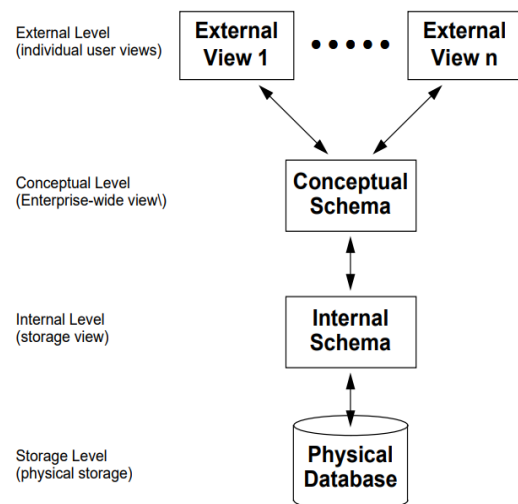 External Level
(individual user views)
External
View 1
External
View n
Conceptual Level
(Enterprise-wide view\)
Conceptual
Schema
Internal Level
(storage view)
Internal
Schema
Storage Level
(physical storage)
Physical
Database